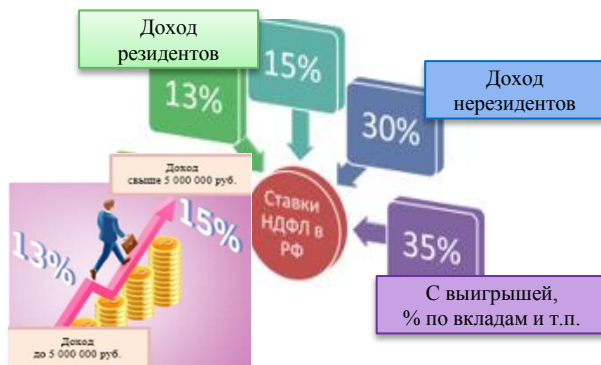 Доход
резидентов
15%
13%
Доход
нерезидентов
30%
Доход
свыше 5 000 000 руб.
Ставки
НДФЛ в
РФ
15%
13%
35%
С выигрышей,
% по вкладам и т.п.
Доход
до 5 000 000 руб.